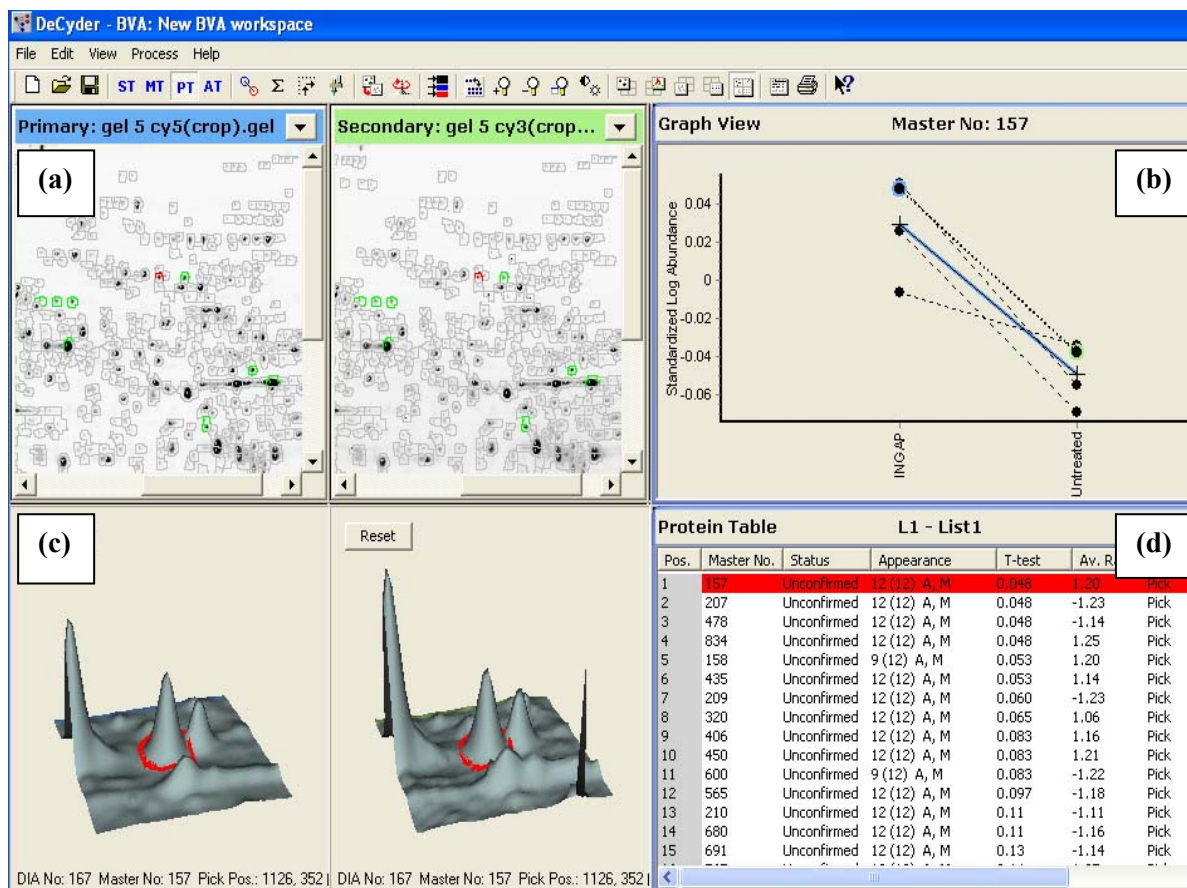 DeCyder - BVA: New BVA workspace
File Edit View Process Help
ST MT PT AT Σ
Primary: gel 5 cy5(crop).gel
Secondary: gel 5 cy3(crop...
Graph View Master No: 157
(a)
(b)
Standardized Log Abundance
0.04
0.02
0
-0.02
-0.04
-0.06
INGAP
Untreated
(c)
Reset
DIA No: 167 Master No: 157 Pick Pos.: 1126, 352
DIA No: 167 Master No: 157 Pick Pos.: 1126, 352
Protein Table L1 - List1
(d)
Pos. Master No. Status Appearance T-test Av.
1 157 Unconfirmed 12 (12) A, M 0.048 1.20 Pick
2 207 Unconfirmed 12 (12) A, M 0.048 -1.23 Pick
3 478 Unconfirmed 12 (12) A, M 0.048 -1.14 Pick
4 834 Unconfirmed 12 (12) A, M 0.048 1.25 Pick
5 158 Unconfirmed 9 (12) A, M 0.053 1.20 Pick
6 435 Unconfirmed 12 (12) A, M 0.053 1.14 Pick
7 209 Unconfirmed 12 (12) A, M 0.060 -1.23 Pick
8 320 Unconfirmed 12 (12) A, M 0.065 1.06 Pick
9 406 Unconfirmed 12 (12) A, M 0.083 1.16 Pick
10 450 Unconfirmed 12 (12) A, M 0.083 1.21 Pick
11 600 Unconfirmed 9 (12) A, M 0.083 -1.22 Pick
12 565 Unconfirmed 12 (12) A, M 0.097 -1.18 Pick
13 210 Unconfirmed 12 (12) A, M 0.11 -1.11 Pick
14 680 Unconfirmed 12 (12) A, M 0.11 -1.16 Pick
15 691 Unconfirmed 12 (12) A, M 0.13 -1.14 Pick